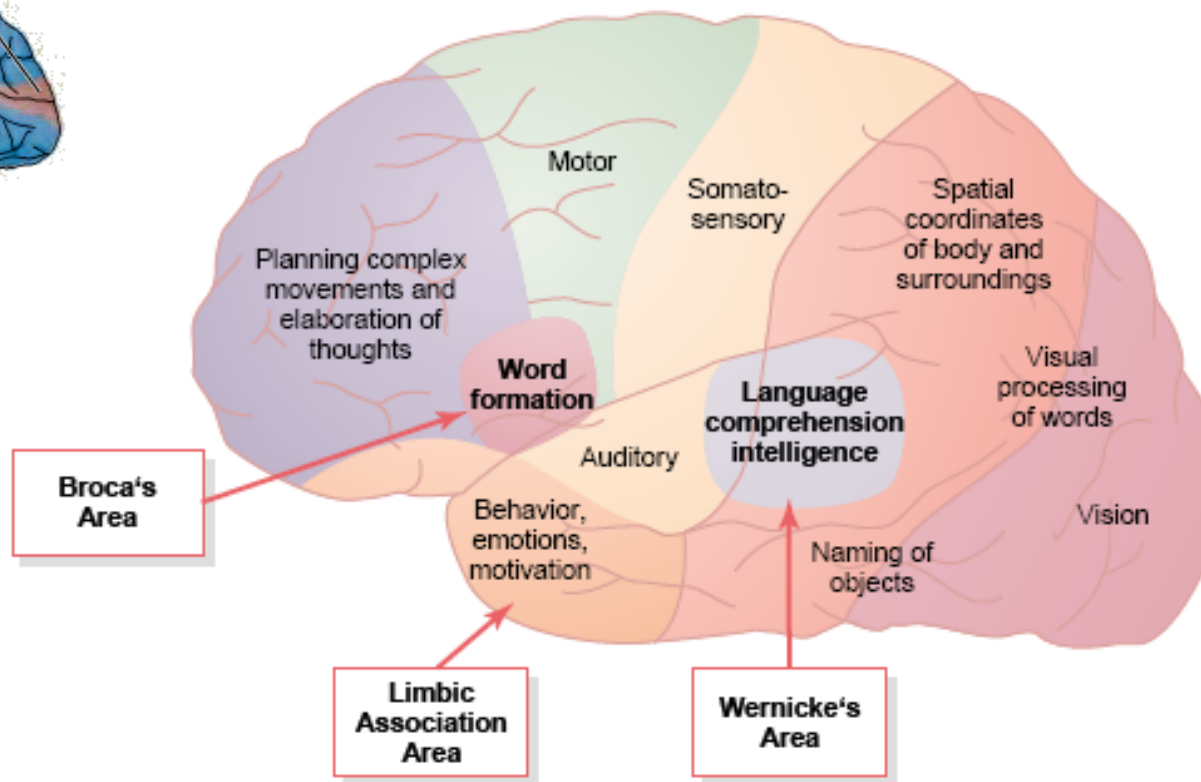 Motor
Somato-
sensory
Spatial
coordinates
of body and
surroundings
Planning complex
movements and
elaboration of
thoughts
Word
formation
Visual
processing
of words
Language
comprehension
intelligence
Auditory
Broca‘s
Area
Behavior,
emotions,
motivation
Vision
Naming of
objects
Limbic
Association
Area
Wernicke‘s
Area